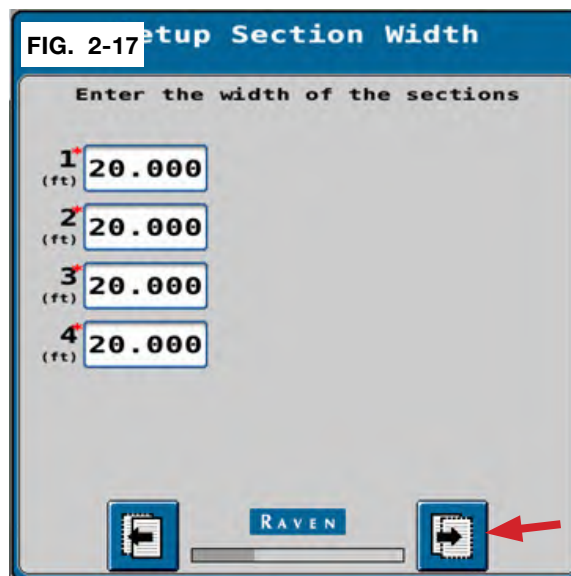 FIG. 2-17 etup Section Width
Enter the width of the sections
1* 20.000
(ft)
2* 20.000
(ft)
3* 20.000
(ft)
4* 20.000
(ft)
RAVEN